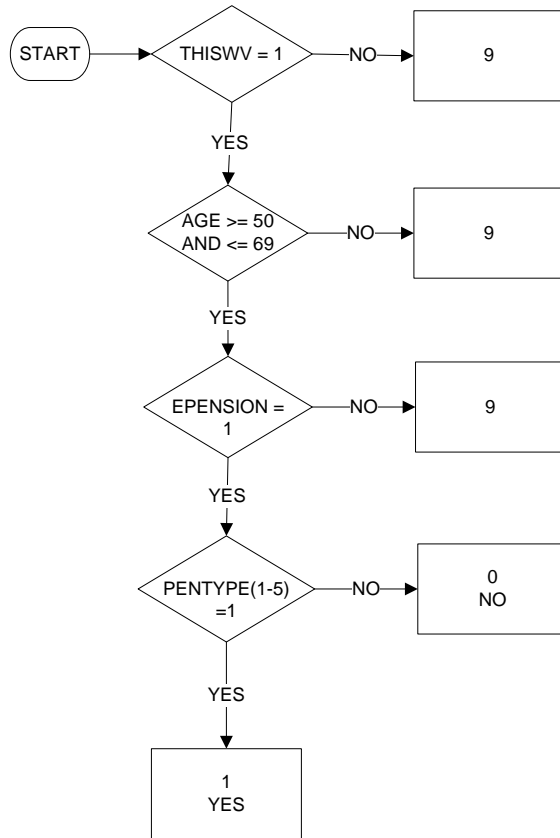 START
THISWV = 1
NO
9
YES
AGE >= 50
AND <= 69
NO
9
YES
EPENSION =
1
NO
9
YES
PENTYPE(1-5)
=1
NO
0
NO
YES
1
YES